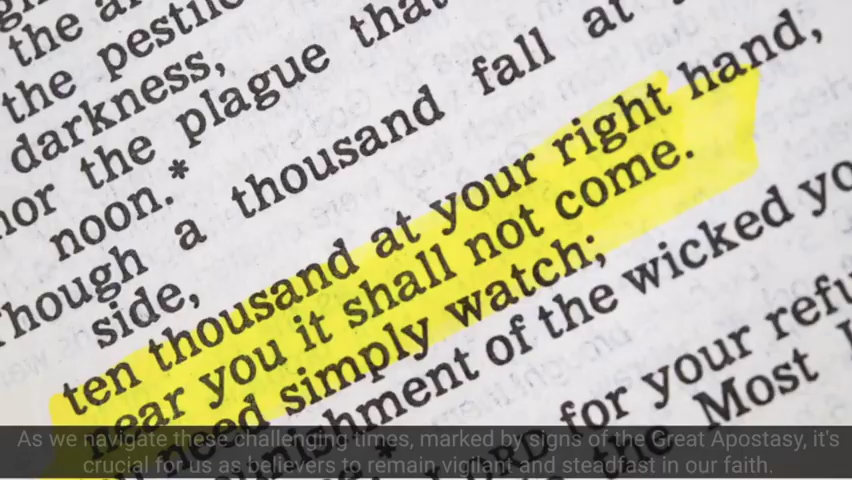 the pestile
darkness,
nor the plague that
noon.*
Though a thousand fall at
side,
ten thousand at your right hand,
near you it shall not come.
you need simply watch;
punishment of the wicked yo
LORD for your refu
the Most
As we navigate these challenging times, marked by signs of the Great Apostasy, it's
crucial for us as believers to remain vigilant and steadfast in our faith.